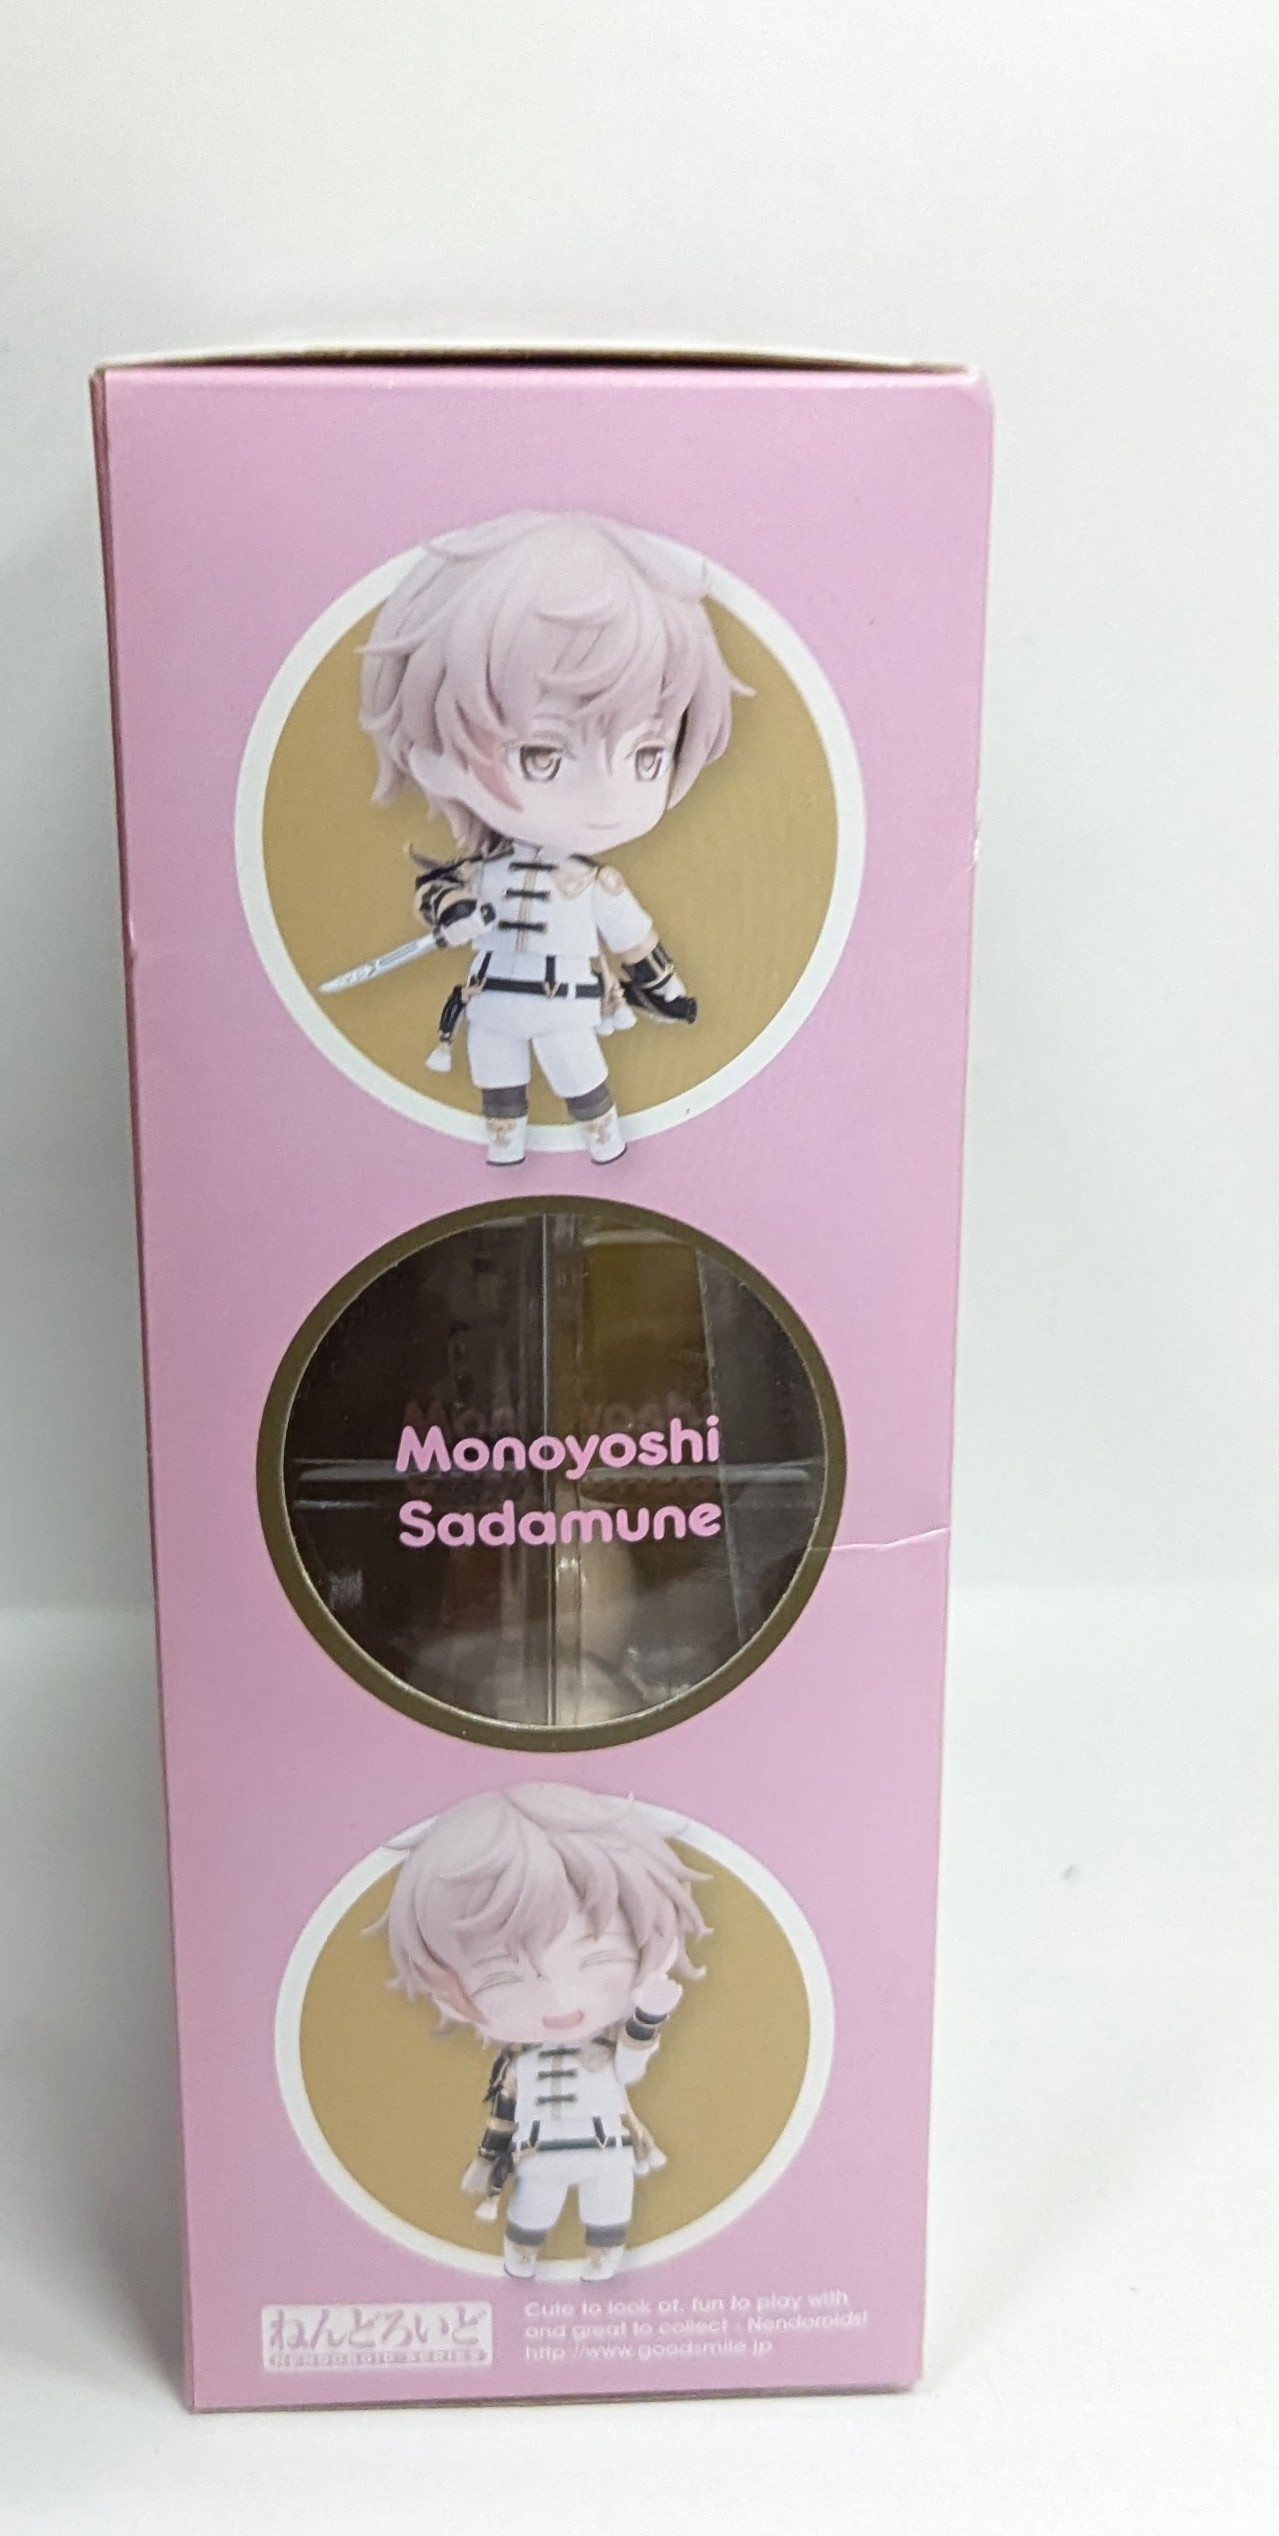 Monoyoshi
Sadamune
ねんどろいど
NENDOROID SERIES
Cute to look at, fun to play with
and great to collect - Nendoroids!
http://www.goodsmile.jp